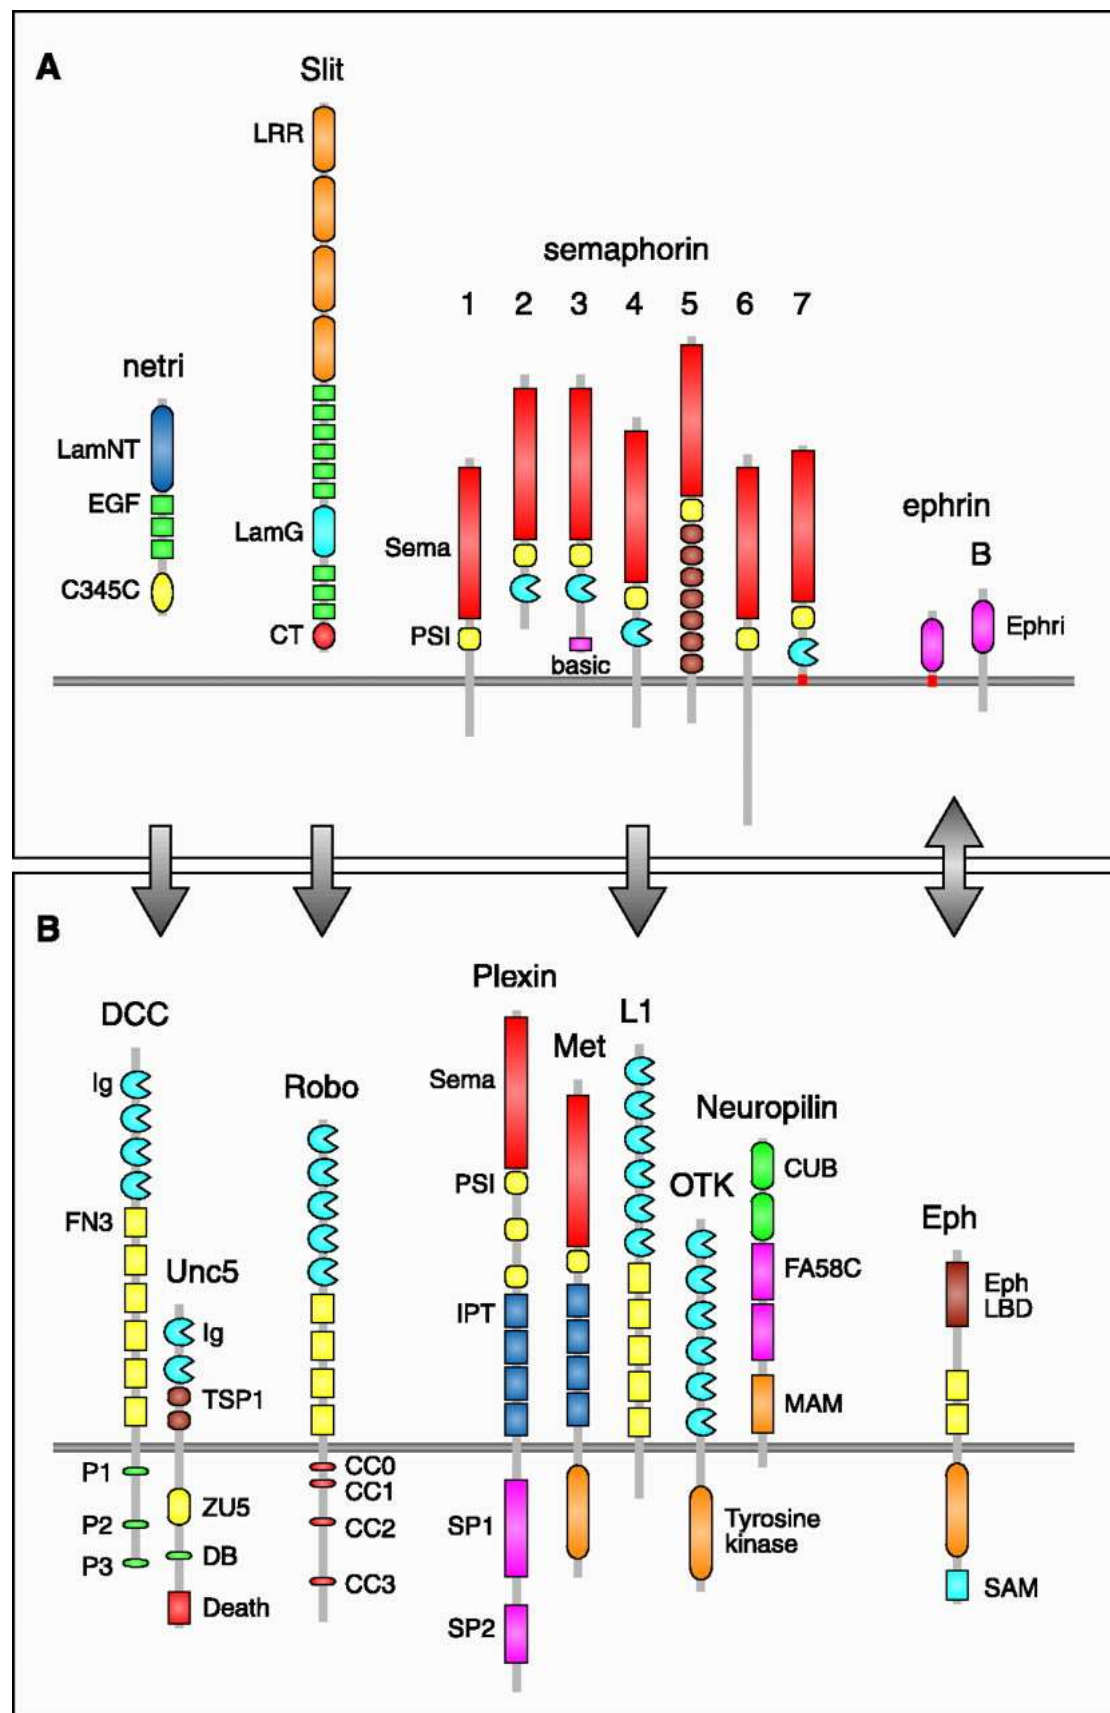 A
Slit
LRR
semaphorin
1 2 3 4 5 6 7
netri
LamNT
EGF
LamG
Sema
ephrin
B
C345C
CT
PSI
Ephri
basic
B
Plexin
DCC
L1
Met
Ig
Sema
Robo
Neuropilin
CUB
PSI
OTK
FN3
Eph
Unc5
FA58C
Eph
LBD
IPT
Ig
TSP1
MAM
P1
CC0
CC1
ZU5
P2
CC2
SP1
Tyrosine
kinase
DB
P3
CC3
SAM
Death
SP2